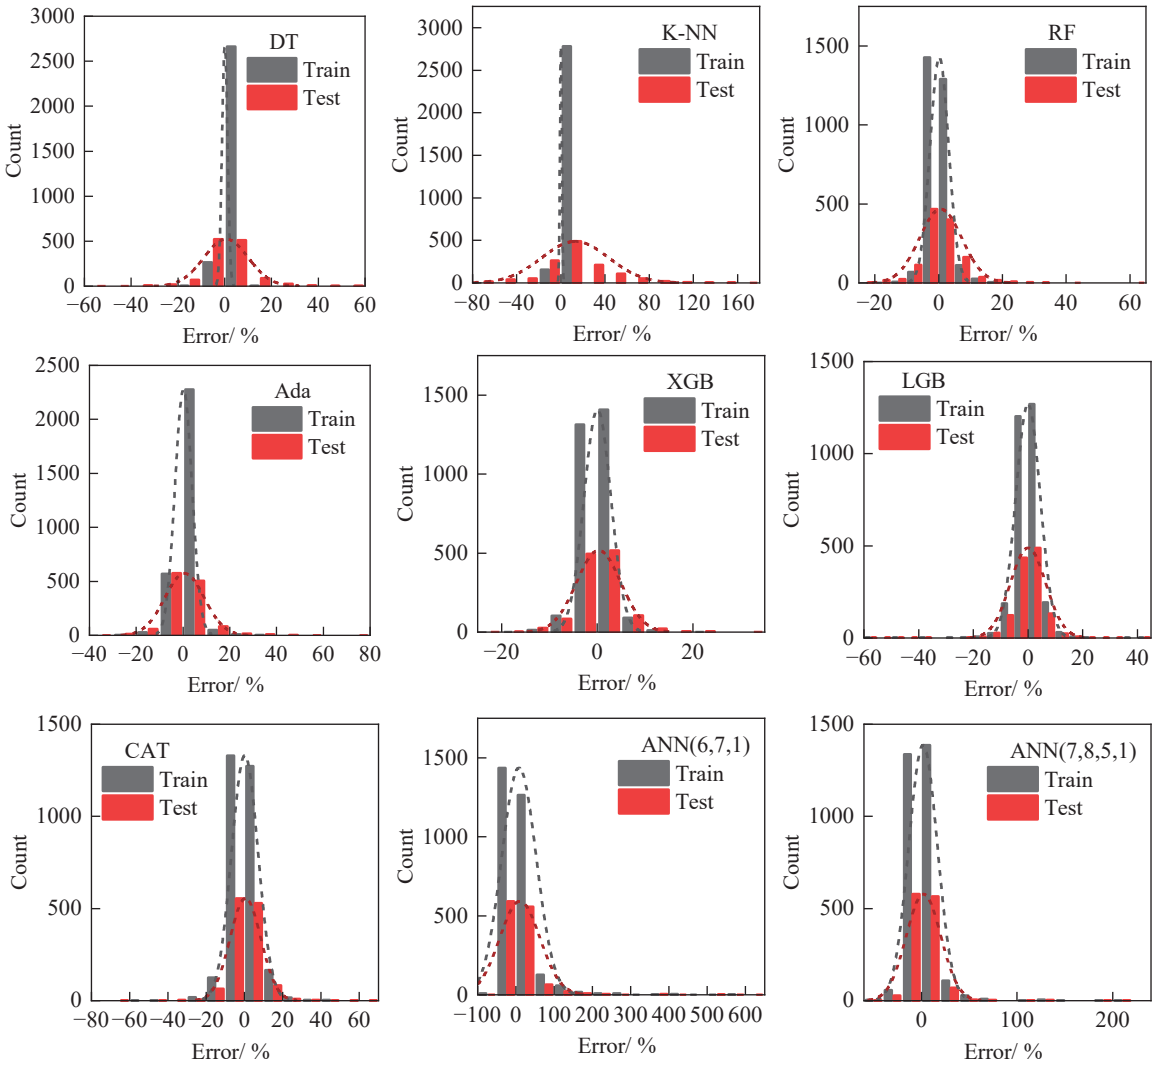 DT
Train
Test
3000
2500
2000
1500
1000
500
0
Count
−60 −40 −20 0 20 40 60
Error/ %
K-NN
Train
Test
3000
2500
2000
1500
1000
500
0
Count
−80 −40 0 40 80 120 160
Error/ %
RF
Train
Test
1500
1000
500
0
Count
−20 0 20 40 60
Error/ %
Ada
Train
Test
2500
2000
1500
1000
500
0
Count
−40 −20 0 20 40 60 80
Error/ %
XGB
Train
Test
1500
1000
500
0
Count
−20 0 20
Error/ %
LGB
Train
Test
1500
1000
500
0
Count
−60 −40 −20 0 20 40
Error/ %
CAT
Train
Test
1500
1000
500
0
Count
−80 −60 −40 −20 0 20 40 60
Error/ %
ANN(6,7,1)
Train
Test
1500
1000
500
0
Count
−100 0 100 200 300 400 500 600
Error/ %
ANN(7,8,5,1)
Train
Test
1500
1000
500
0
Count
0 100 200
Error/ %